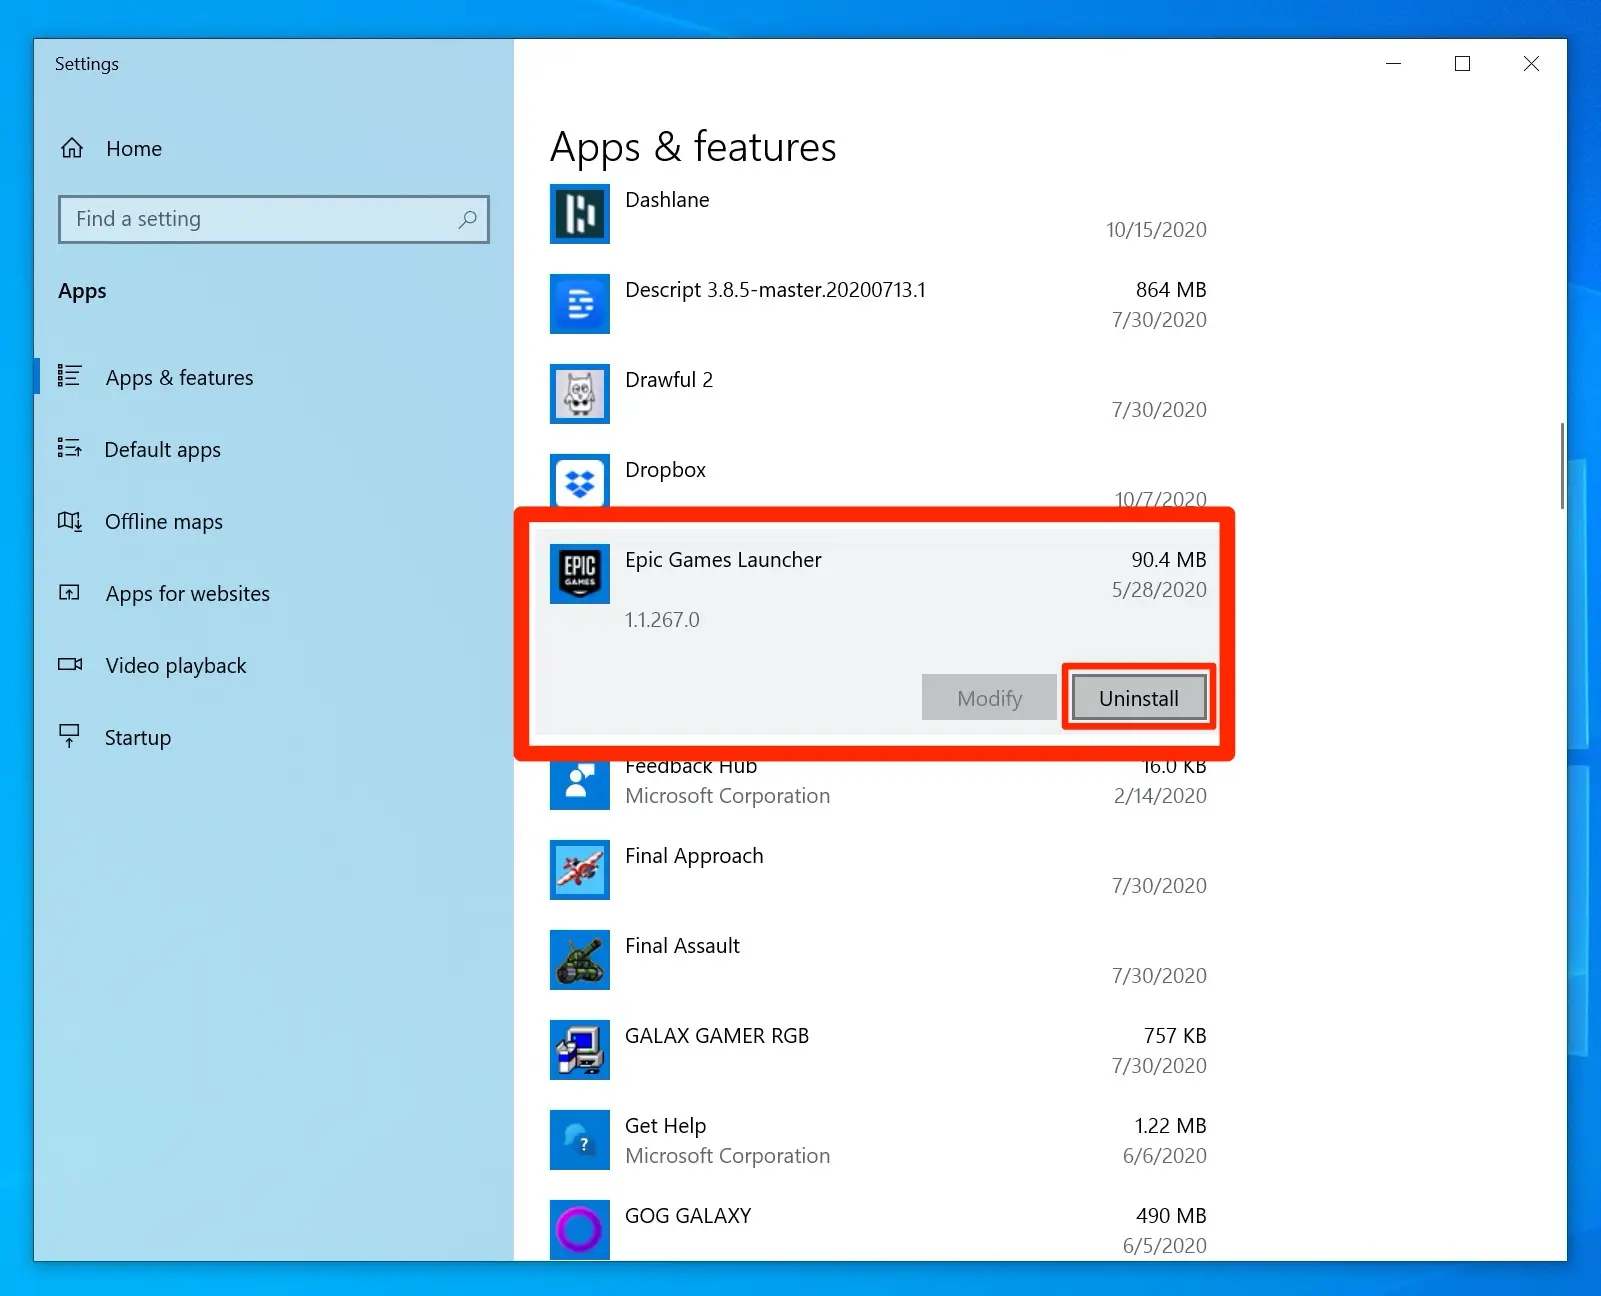 Settings
Home
Find a setting
Apps
Apps & features
Default apps
Offline maps
Apps for websites
Video playback
Startup
Apps & features
Dashlane
10/15/2020
Descript 3.8.5-master.20200713.1
864 MB
7/30/2020
Drawful 2
7/30/2020
Dropbox
10/7/2020
EPIC
GAMES
Epic Games Launcher
90.4 MB
5/28/2020
1.1.267.0
Modify
Uninstall
Feedback Hub
16.0 KB
Microsoft Corporation
2/14/2020
Final Approach
7/30/2020
Final Assault
7/30/2020
GALAX GAMER RGB
757 KB
7/30/2020
?
Get Help
1.22 MB
Microsoft Corporation
6/6/2020
GOG GALAXY
490 MB
6/5/2020